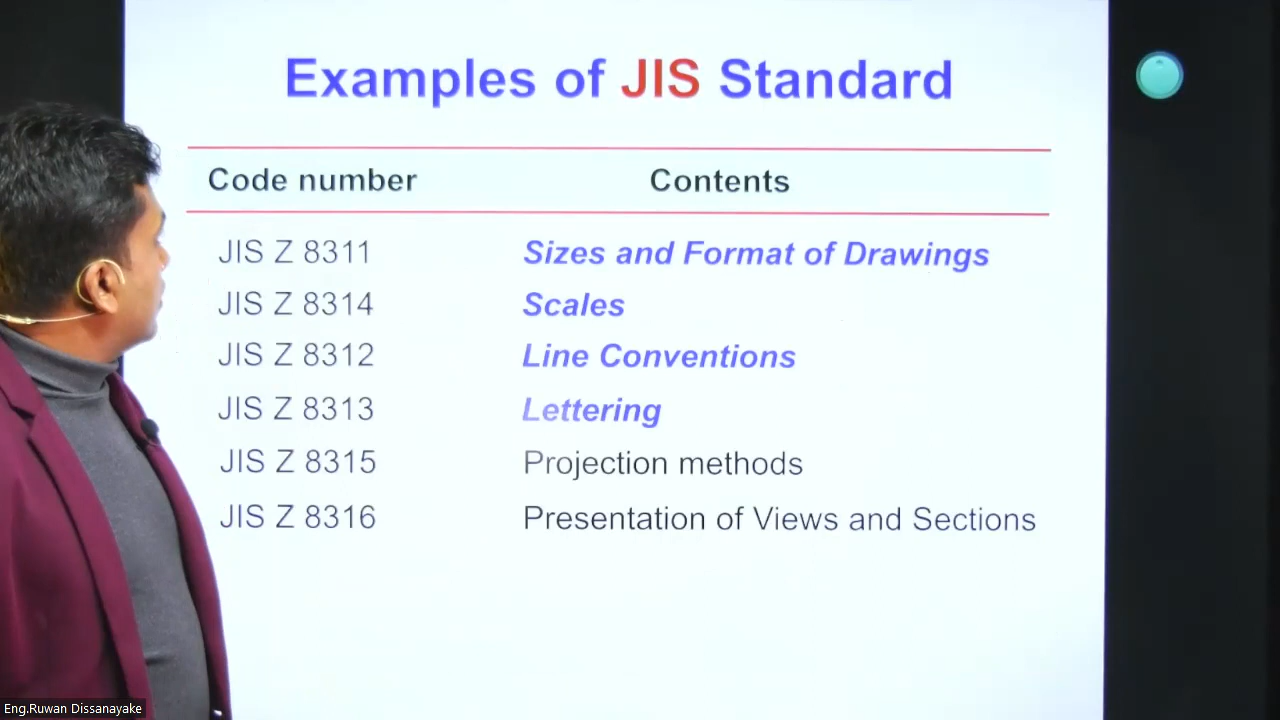 Examples of JIS Standard
Code number Contents
JIS Z 8311 Sizes and Format of Drawings
JIS Z 8314 Scales
JIS Z 8312 Line Conventions
JIS Z 8313 Lettering
JIS Z 8315 Projection methods
JIS Z 8316 Presentation of Views and Sections
Eng.Ruwan Dissanayake